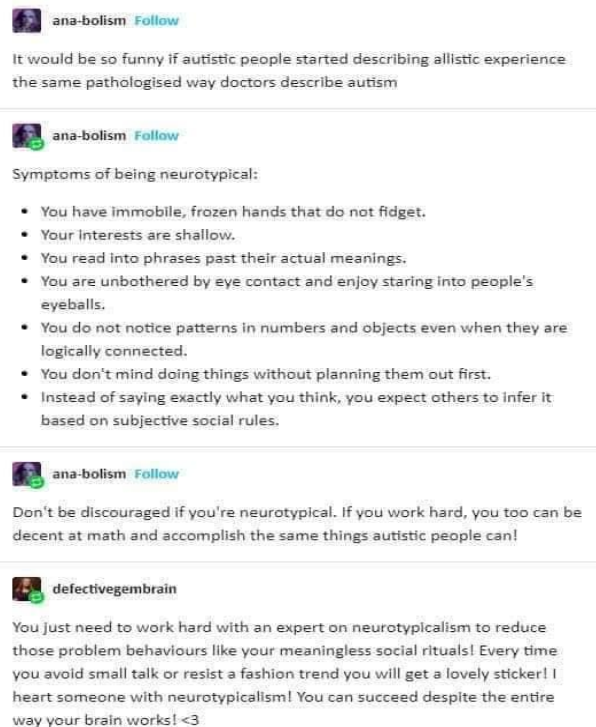 ana-bolism Follow
It would be so funny if autistic people started describing allistic experience
the same pathologised way doctors describe autism
ana-bolism Follow
Symptoms of being neurotypical:
• You have immobile, frozen hands that do not fidget.
• Your interests are shallow.
• You read into phrases past their actual meanings.
• You are unbothered by eye contact and enjoy staring into people's
eyeballs.
• You do not notice patterns in numbers and objects even when they are
logically connected.
• You don't mind doing things without planning them out first.
• Instead of saying exactly what you think, you expect others to infer it
based on subjective social rules.
ana-bolism Follow
Don't be discouraged if you're neurotypical. If you work hard, you too can be
decent at math and accomplish the same things autistic people can!
defectivegembrain
You just need to work hard with an expert on neurotypicalism to reduce
those problem behaviours like your meaningless social rituals! Every time
you avoid small talk or resist a fashion trend you will get a lovely sticker! I
heart someone with neurotypicalism! You can succeed despite the entire
way your brain works! <3